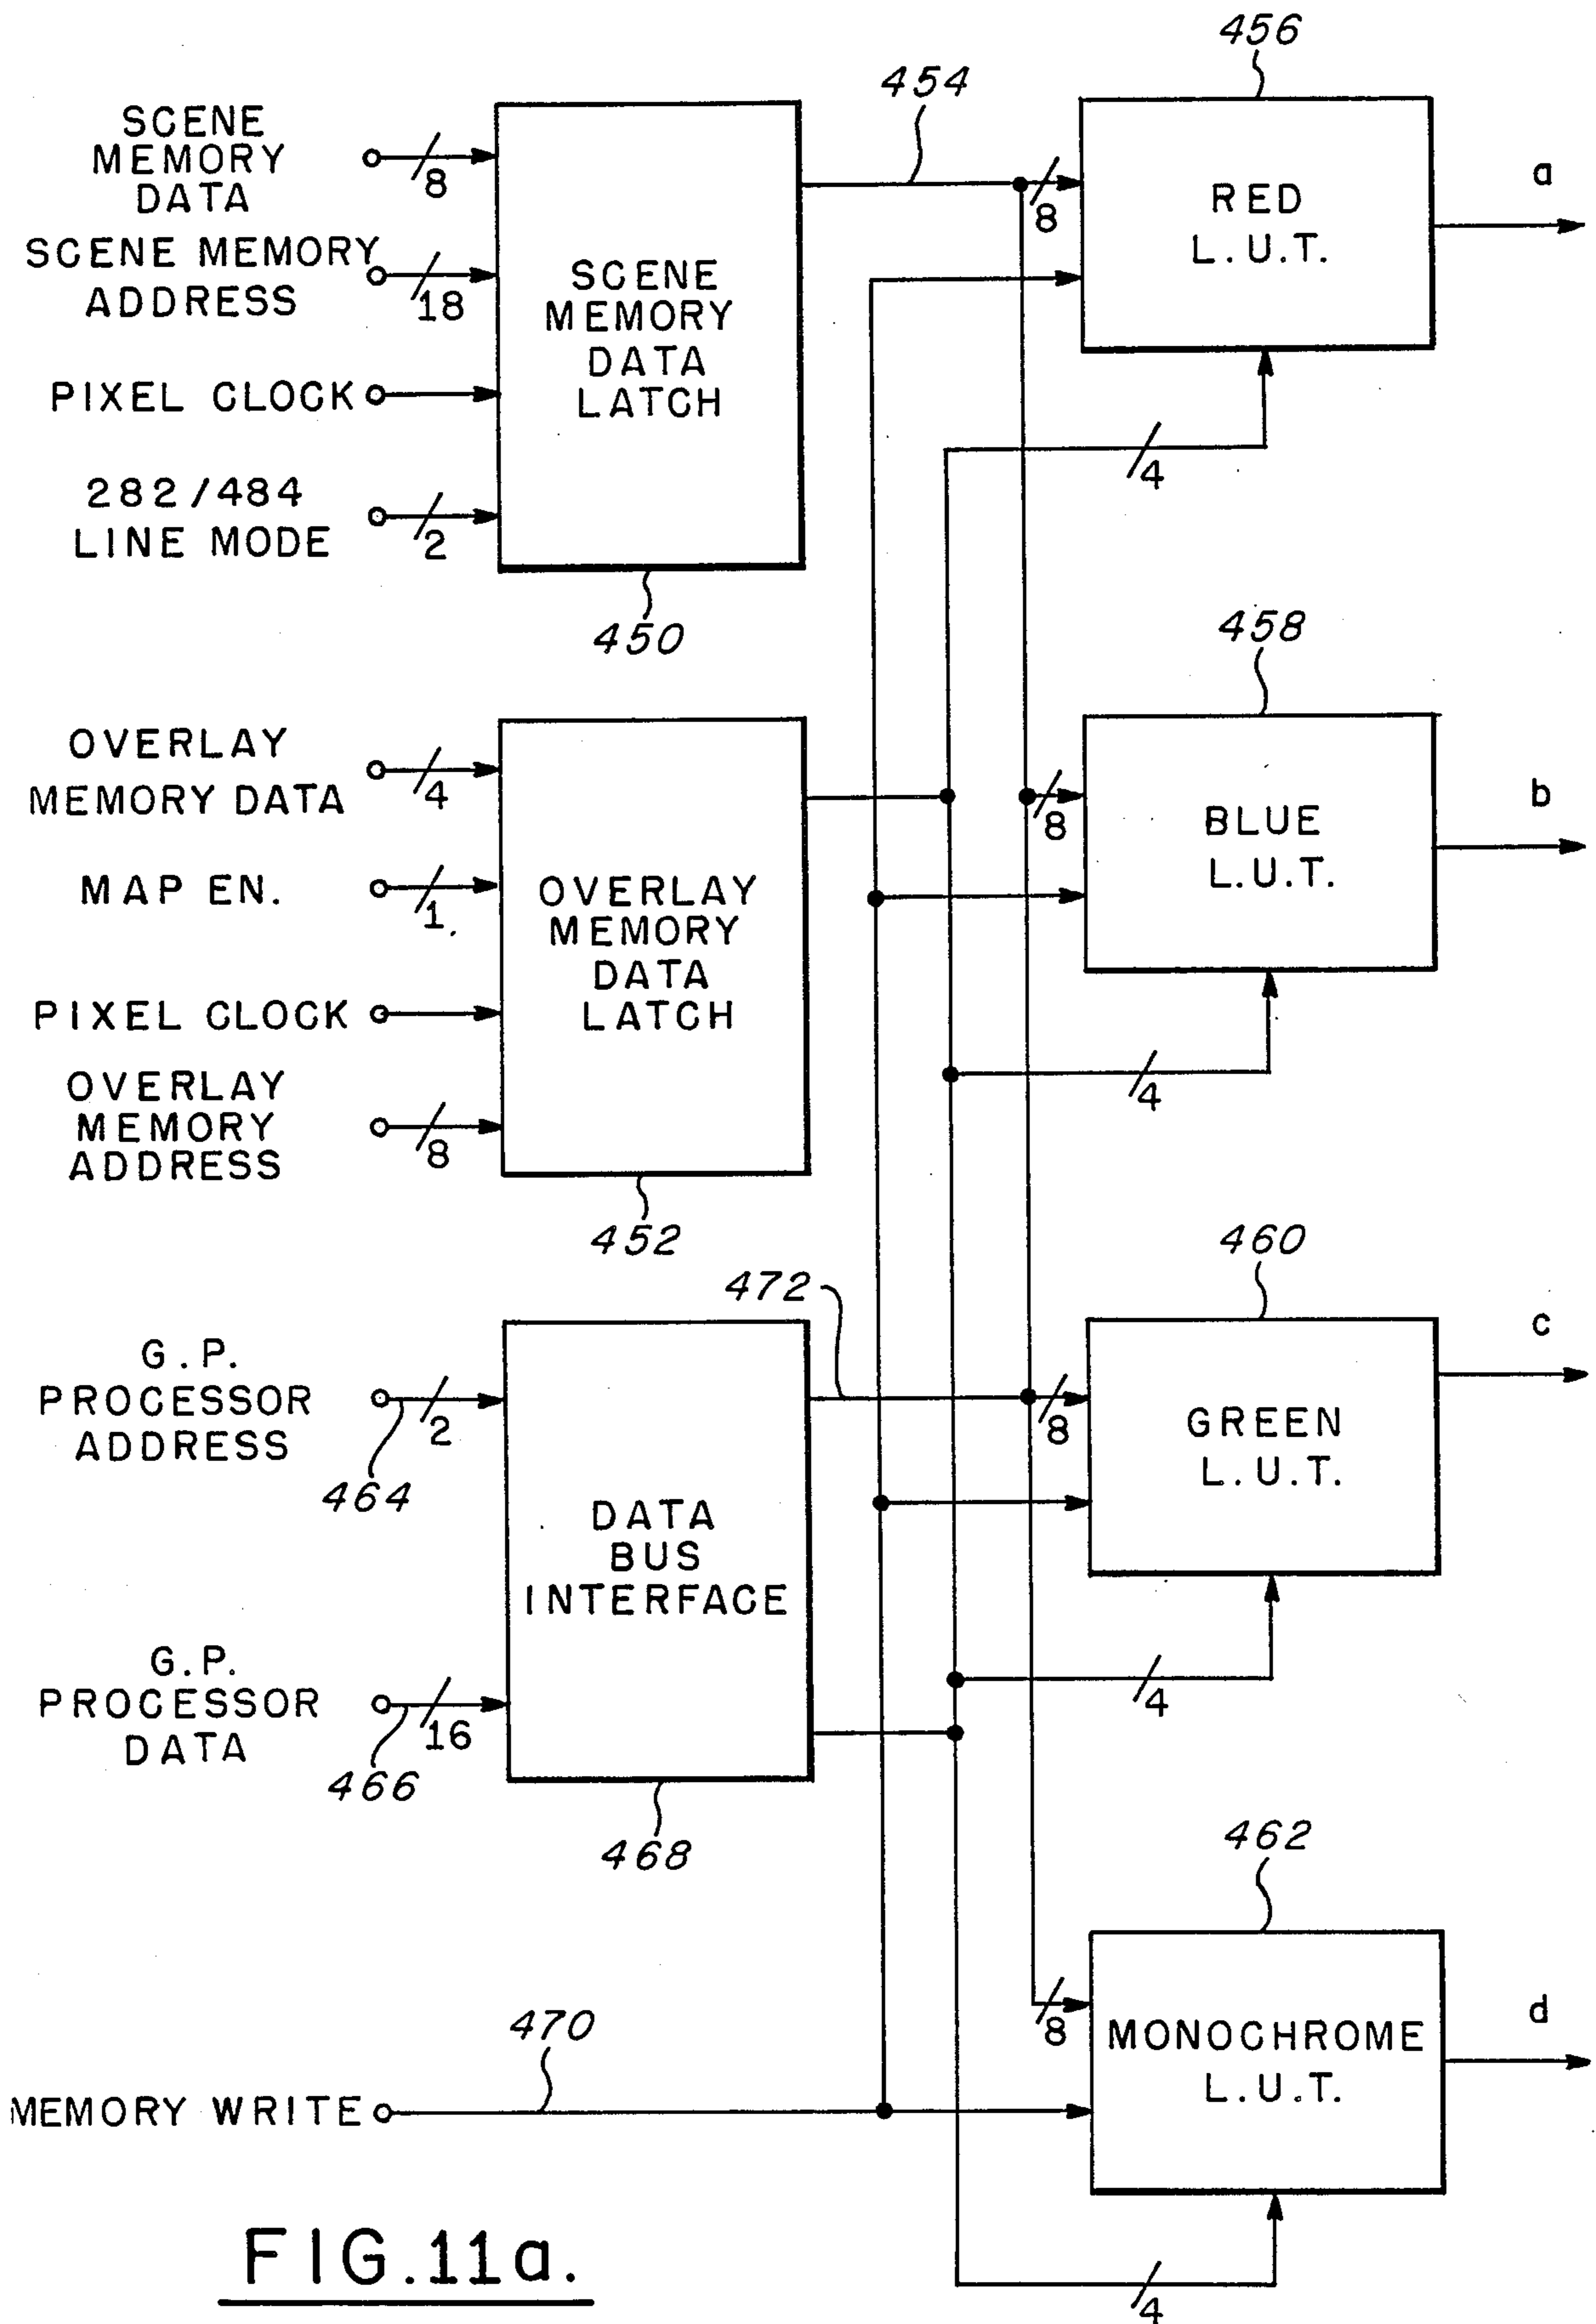 456
454
SCENE
MEMORY
DATA
8
SCENE MEMORY
ADDRESS
18
PIXEL CLOCK
282/484
LINE MODE
2
SCENE
MEMORY
DATA
LATCH
450
8
RED
L.U.T.
a
4
458
OVERLAY
MEMORY DATA
4
MAP EN.
1
PIXEL CLOCK
OVERLAY
MEMORY
ADDRESS
8
OVERLAY
MEMORY
DATA
LATCH
452
8
BLUE
L.U.T.
b
4
460
472
G.P.
PROCESSOR
ADDRESS
2
464
G.P.
PROCESSOR
DATA
16
466
DATA
BUS
INTERFACE
468
8
GREEN
L.U.T.
c
4
462
470
MEMORY WRITE
8
MONOCHROME
L.U.T.
d
4
FIG.11a.